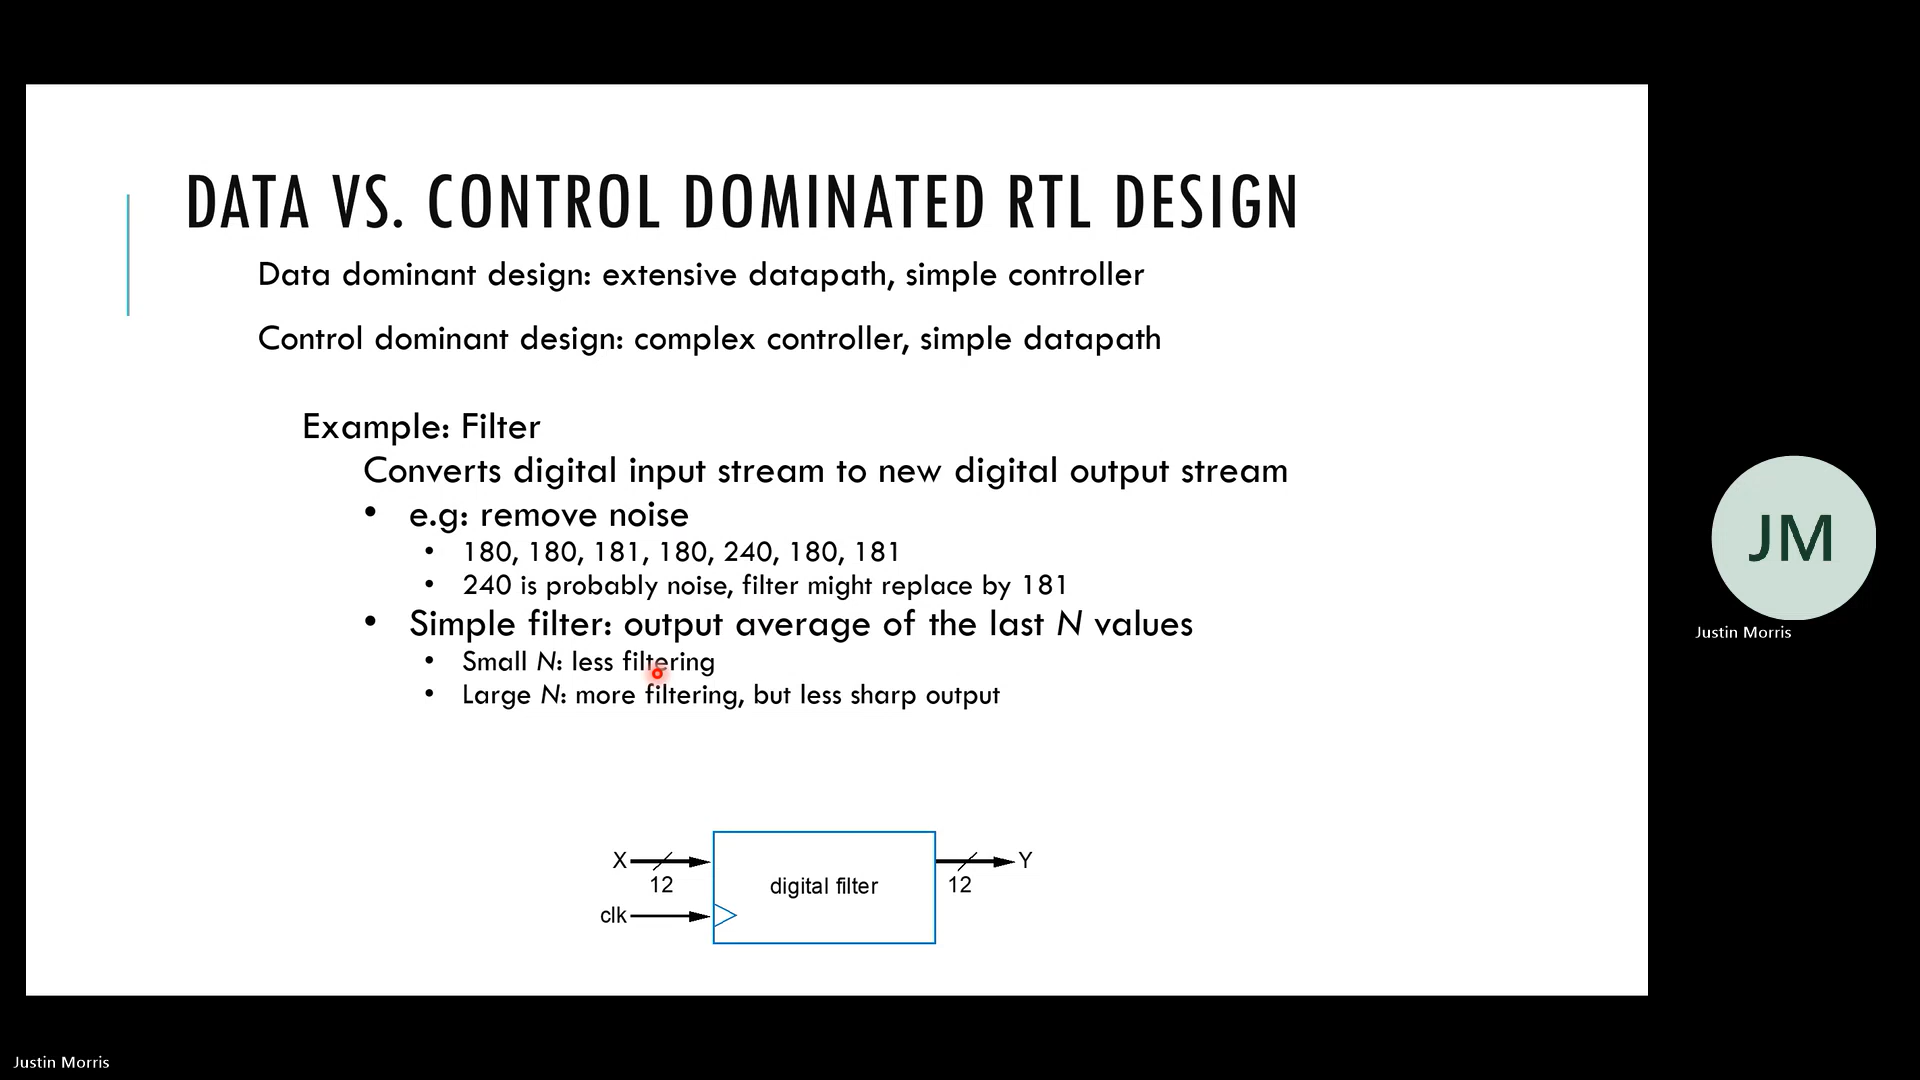 DATA VS. CONTROL DOMINATED RTL DESIGN
Data dominant design: extensive datapath, simple controller
Control dominant design: complex controller, simple datapath
Example: Filter
Converts digital input stream to new digital output stream
• e.g: remove noise
• 180, 180, 181, 180, 240, 180, 181
• 240 is probably noise, filter might replace by 181
• Simple filter: output average of the last N values
• Small N: less filtering
• Large N: more filtering, but less sharp output
X
12
clk
digital filter
Y
12
JM
Justin Morris
Justin Morris